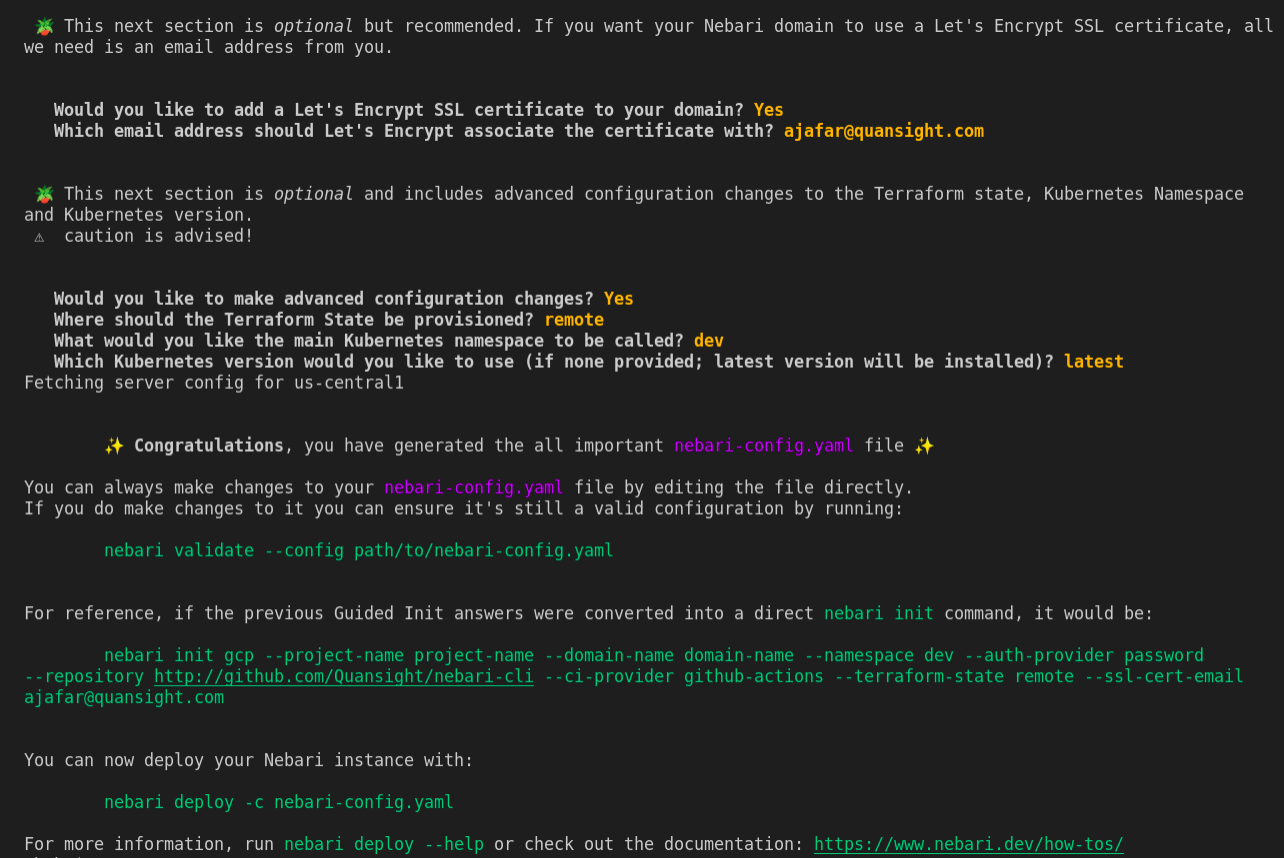 🪴 This next section is optional but recommended. If you want your Nebari domain to use a Let's Encrypt SSL certificate, all
we need is an email address from you.
Would you like to add a Let's Encrypt SSL certificate to your domain? Yes
Which email address should Let's Encrypt associate the certificate with? ajafar@quansight.com
🪴 This next section is optional and includes advanced configuration changes to the Terraform state, Kubernetes Namespace
and Kubernetes version.
⚠ caution is advised!
Would you like to make advanced configuration changes? Yes
Where should the Terraform State be provisioned? remote
What would you like the main Kubernetes namespace to be called? dev
Which Kubernetes version would you like to use (if none provided; latest version will be installed)? latest
Fetching server config for us-central1
✨ Congratulations, you have generated the all important nebari-config.yaml file ✨
You can always make changes to your nebari-config.yaml file by editing the file directly.
If you do make changes to it you can ensure it's still a valid configuration by running:
nebari validate --config path/to/nebari-config.yaml
For reference, if the previous Guided Init answers were converted into a direct nebari init command, it would be:
nebari init gcp --project-name project-name --domain-name domain-name --namespace dev --auth-provider password
--repository http://github.com/Quansight/nebari-cli --ci-provider github-actions --terraform-state remote --ssl-cert-email
ajafar@quansight.com
You can now deploy your Nebari instance with:
nebari deploy -c nebari-config.yaml
For more information, run nebari deploy --help or check out the documentation: https://www.nebari.dev/how-tos/